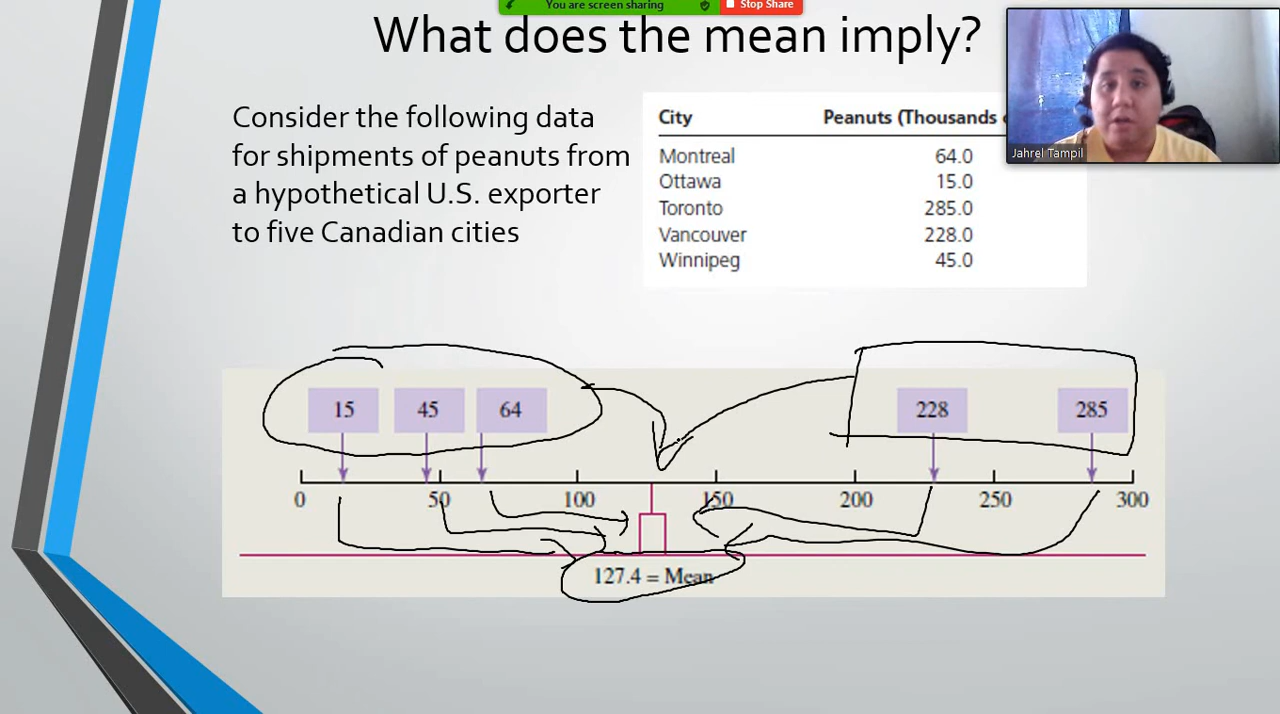 You are screen sharing
Stop Share
What does the mean imply?
Jahrel Tampil
Consider the following data
for shipments of peanuts from
a hypothetical U.S. exporter
to five Canadian cities
City Peanuts (Thousands
Montreal 64.0
Ottawa 15.0
Toronto 285.0
Vancouver 228.0
Winnipeg 45.0
15 45 64 228 285
0 50 100 150 200 250 300
127.4 = Mean